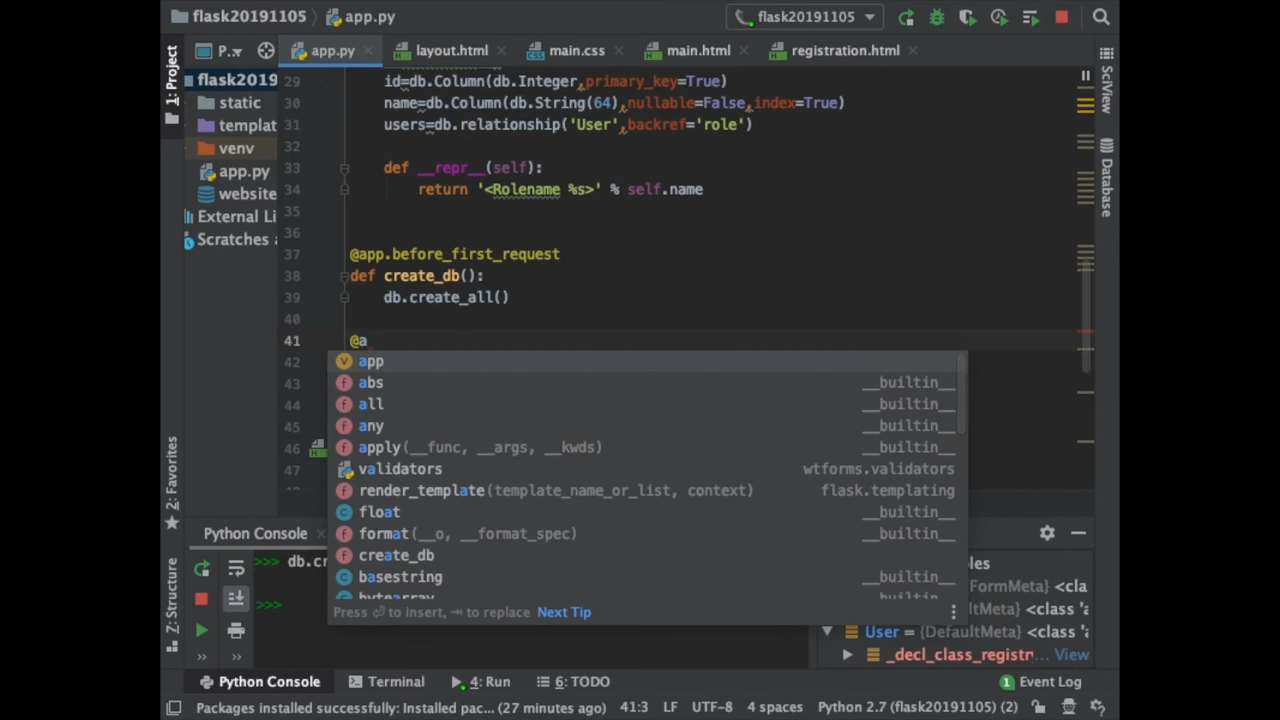 flask20191105
app.py
flask20191105
1: Project
P..
app.py
layout.html
main.css
main.html
registration.html
SciView
Database
flask2019
static
templat
venv
app.py
website
External Li
Scratches a
29 id=db.Column(db.Integer,primary_key=True)
30 name=db.Column(db.String(64),nullable=False,index=True)
31 users=db.relationship('User',backref='role')
32
33 def __repr__(self):
34 return '<Rolename %s>' % self.name
35
36
37 @app.before_first_request
38 def create_db():
39 db.create_all()
40
41 @a
42
43
44
45
46
47
app
abs __builtin__
all __builtin__
any __builtin__
apply(__func, __args, __kwds) __builtin__
validators wtforms.validators
render_template(template_name_or_list, context) flask.templating
float __builtin__
format(__o, __format_spec) __builtin__
create_db
basestring __builtin__
Press ⏎ to insert, ⇥ to replace Next Tip
2: Favorites
Z: Structure
Python Console
>>> db.cr
>>>
les
FormMeta} <cla
ltMeta} <class 'a
User = {DefaultMeta} <class 'a
_decl_class_registr... View
Python Console
Terminal
4: Run
6: TODO
1 Event Log
Packages installed successfully: Installed pac... (27 minutes ago)
41:3 LF UTF-8 4 spaces Python 2.7 (flask20191105) (2)